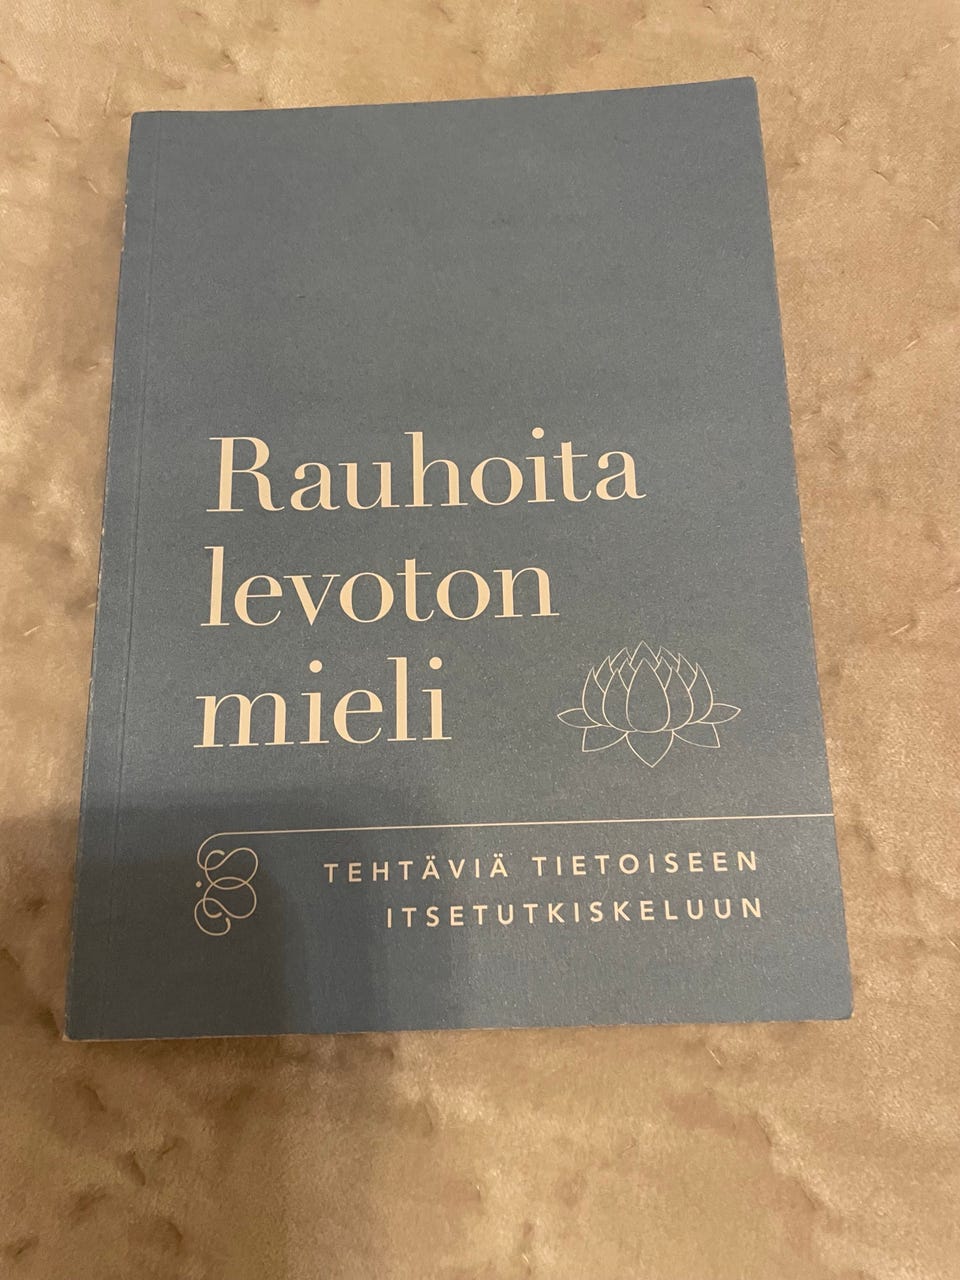 Rauhoita
levoton
mieli
TEHTÄVIÄ TIETOISEEN
ITSETUTKISKELUUN